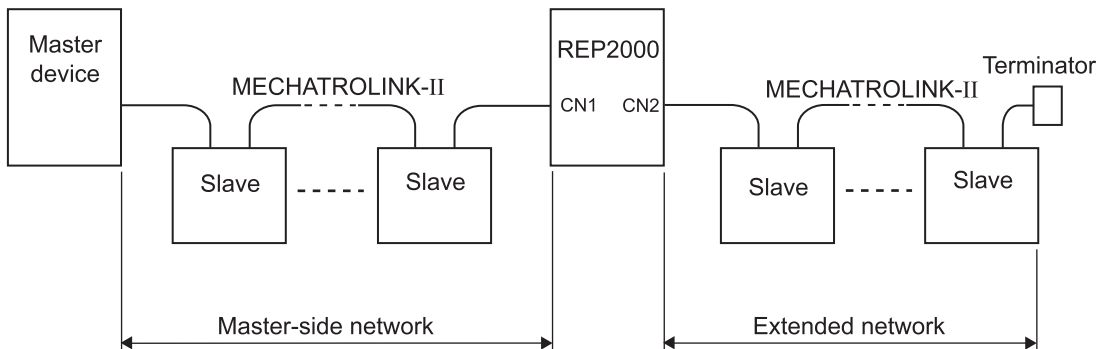 Master
device
MECHATROLINK-II
Slave
Slave
REP2000
CN1 CN2
MECHATROLINK-II
Terminator
Slave
Slave
Master-side network
Extended network